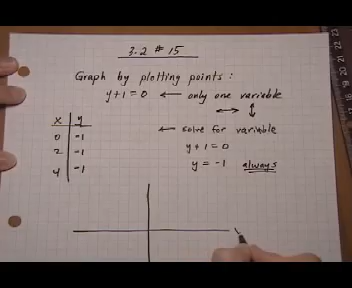 3.2 # 15
Graph by plotting points:
y + 1 = 0 ← only one variable
x y
0 -1
2 -1
4 -1
← solve for variable
y + 1 = 0
y = -1 always